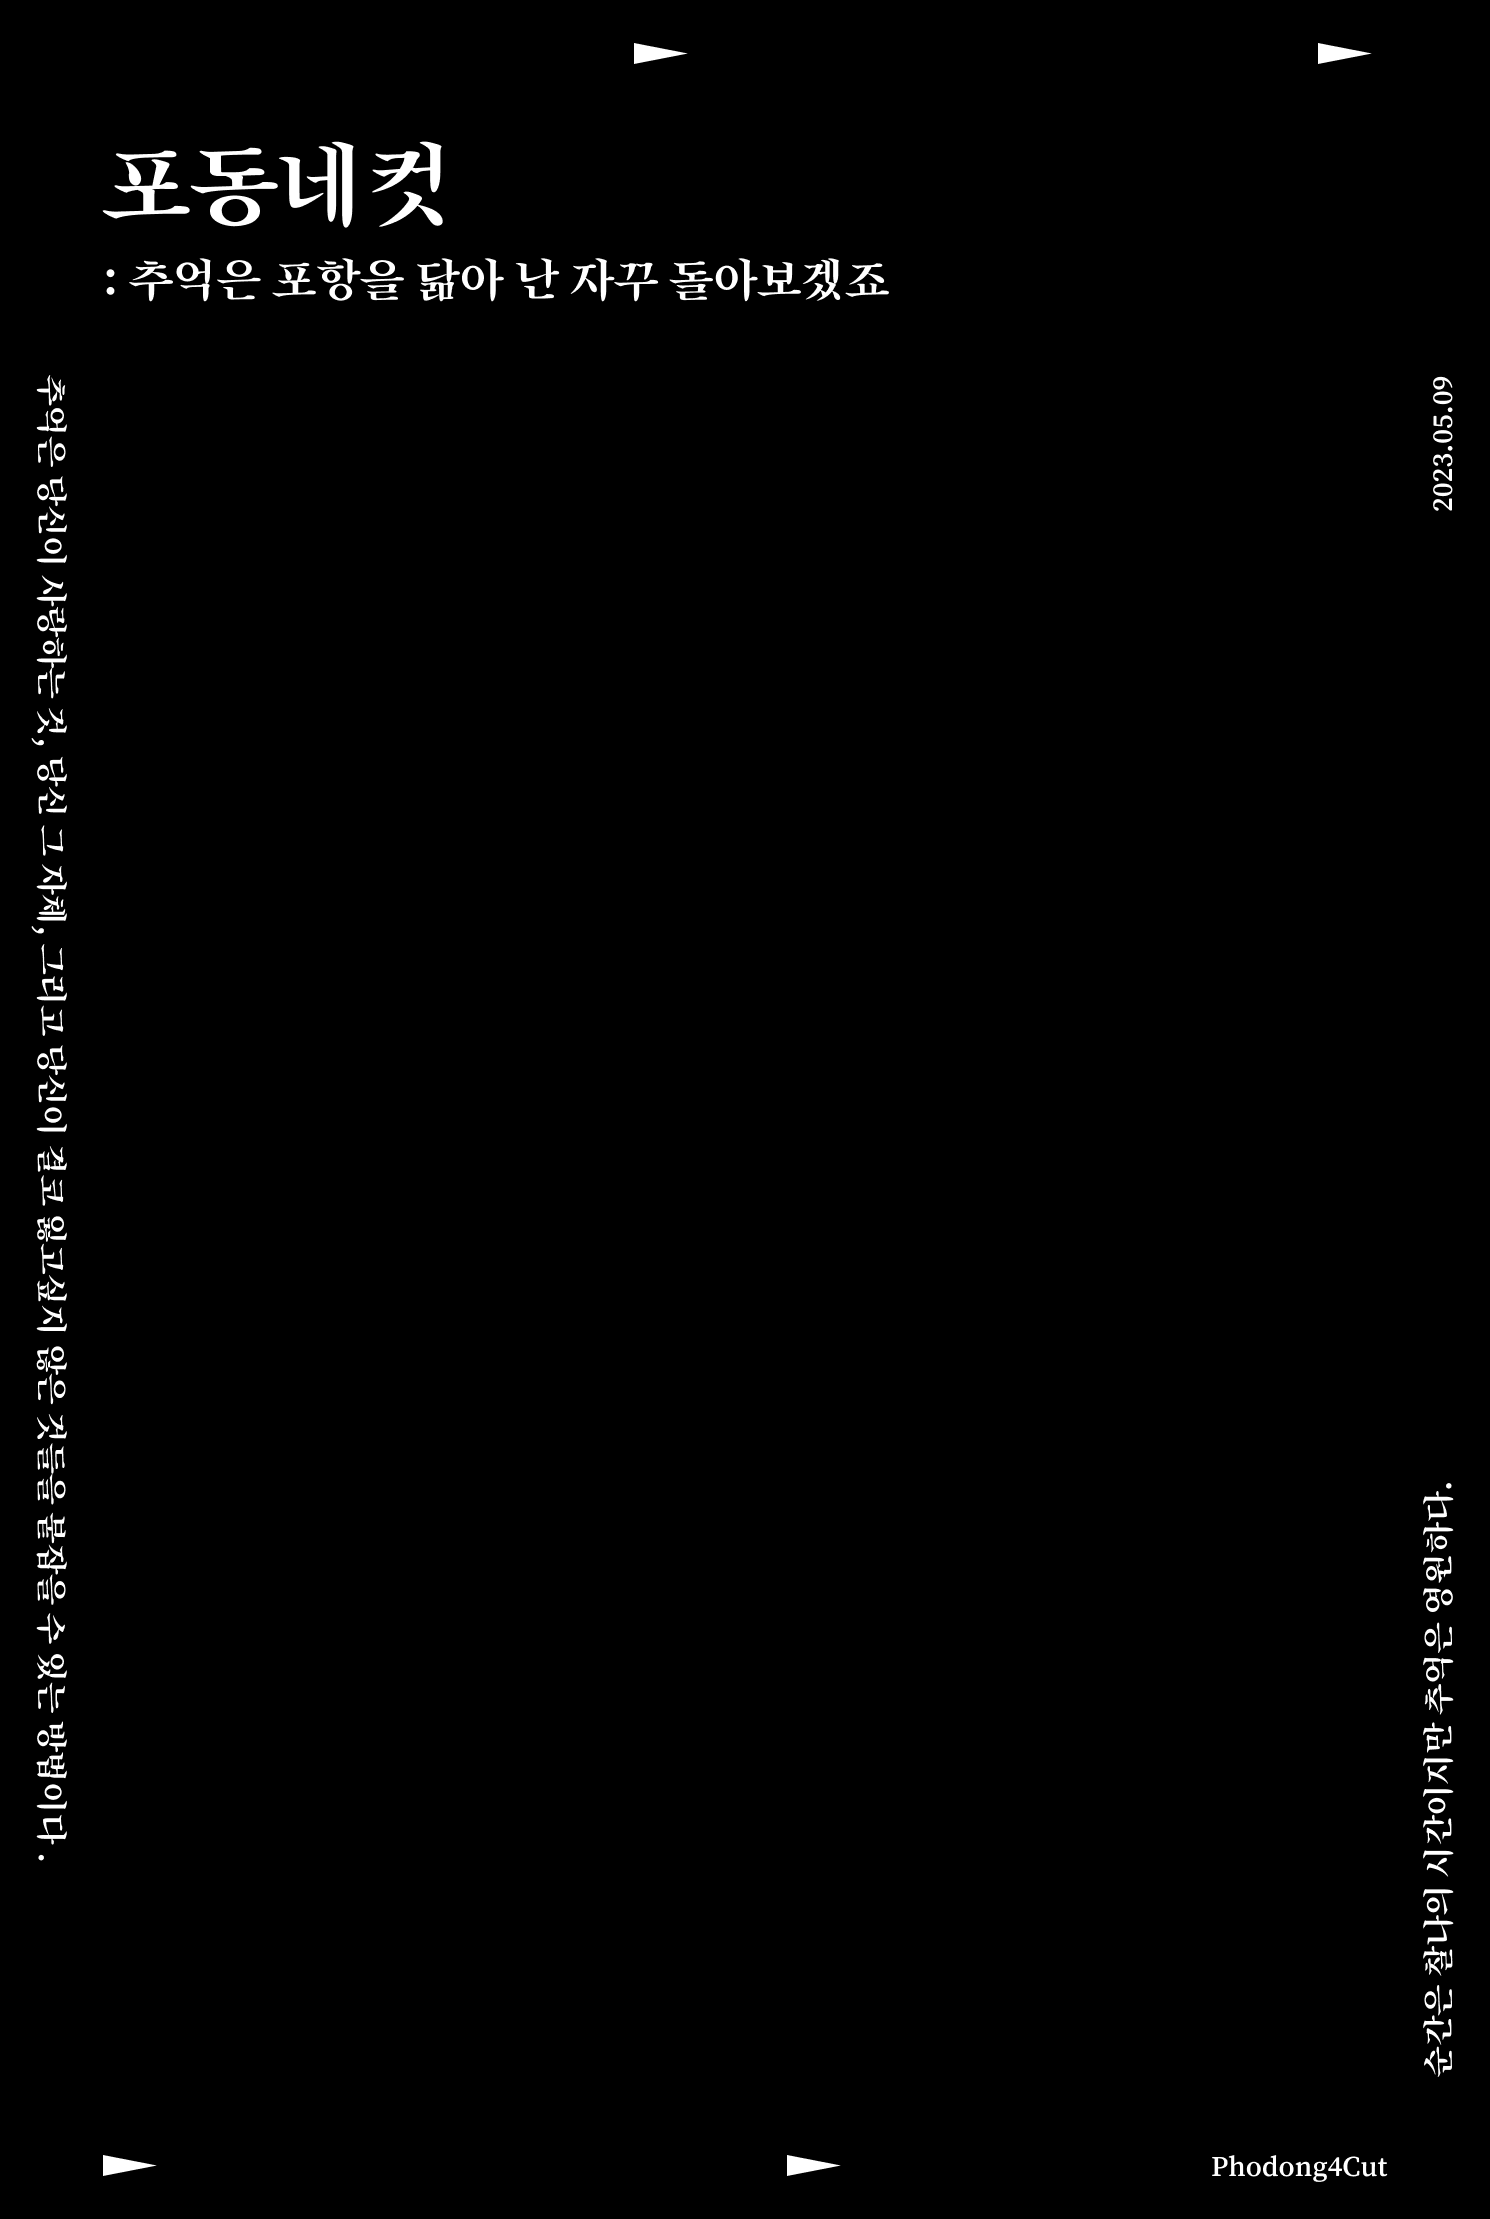 포동네컷
: 추억은 포항을 닮아 난 자꾸 돌아보겠죠
추억은 당신이 사랑하는 것, 당신 그 자체, 그리고 당신이 결코 잃고싶지 않은 것들을 붙잡을 수 있는 방법이다.
2023.05.09
순간은 찰나의 시간이지만 추억은 영원하다.
Phodong4Cut